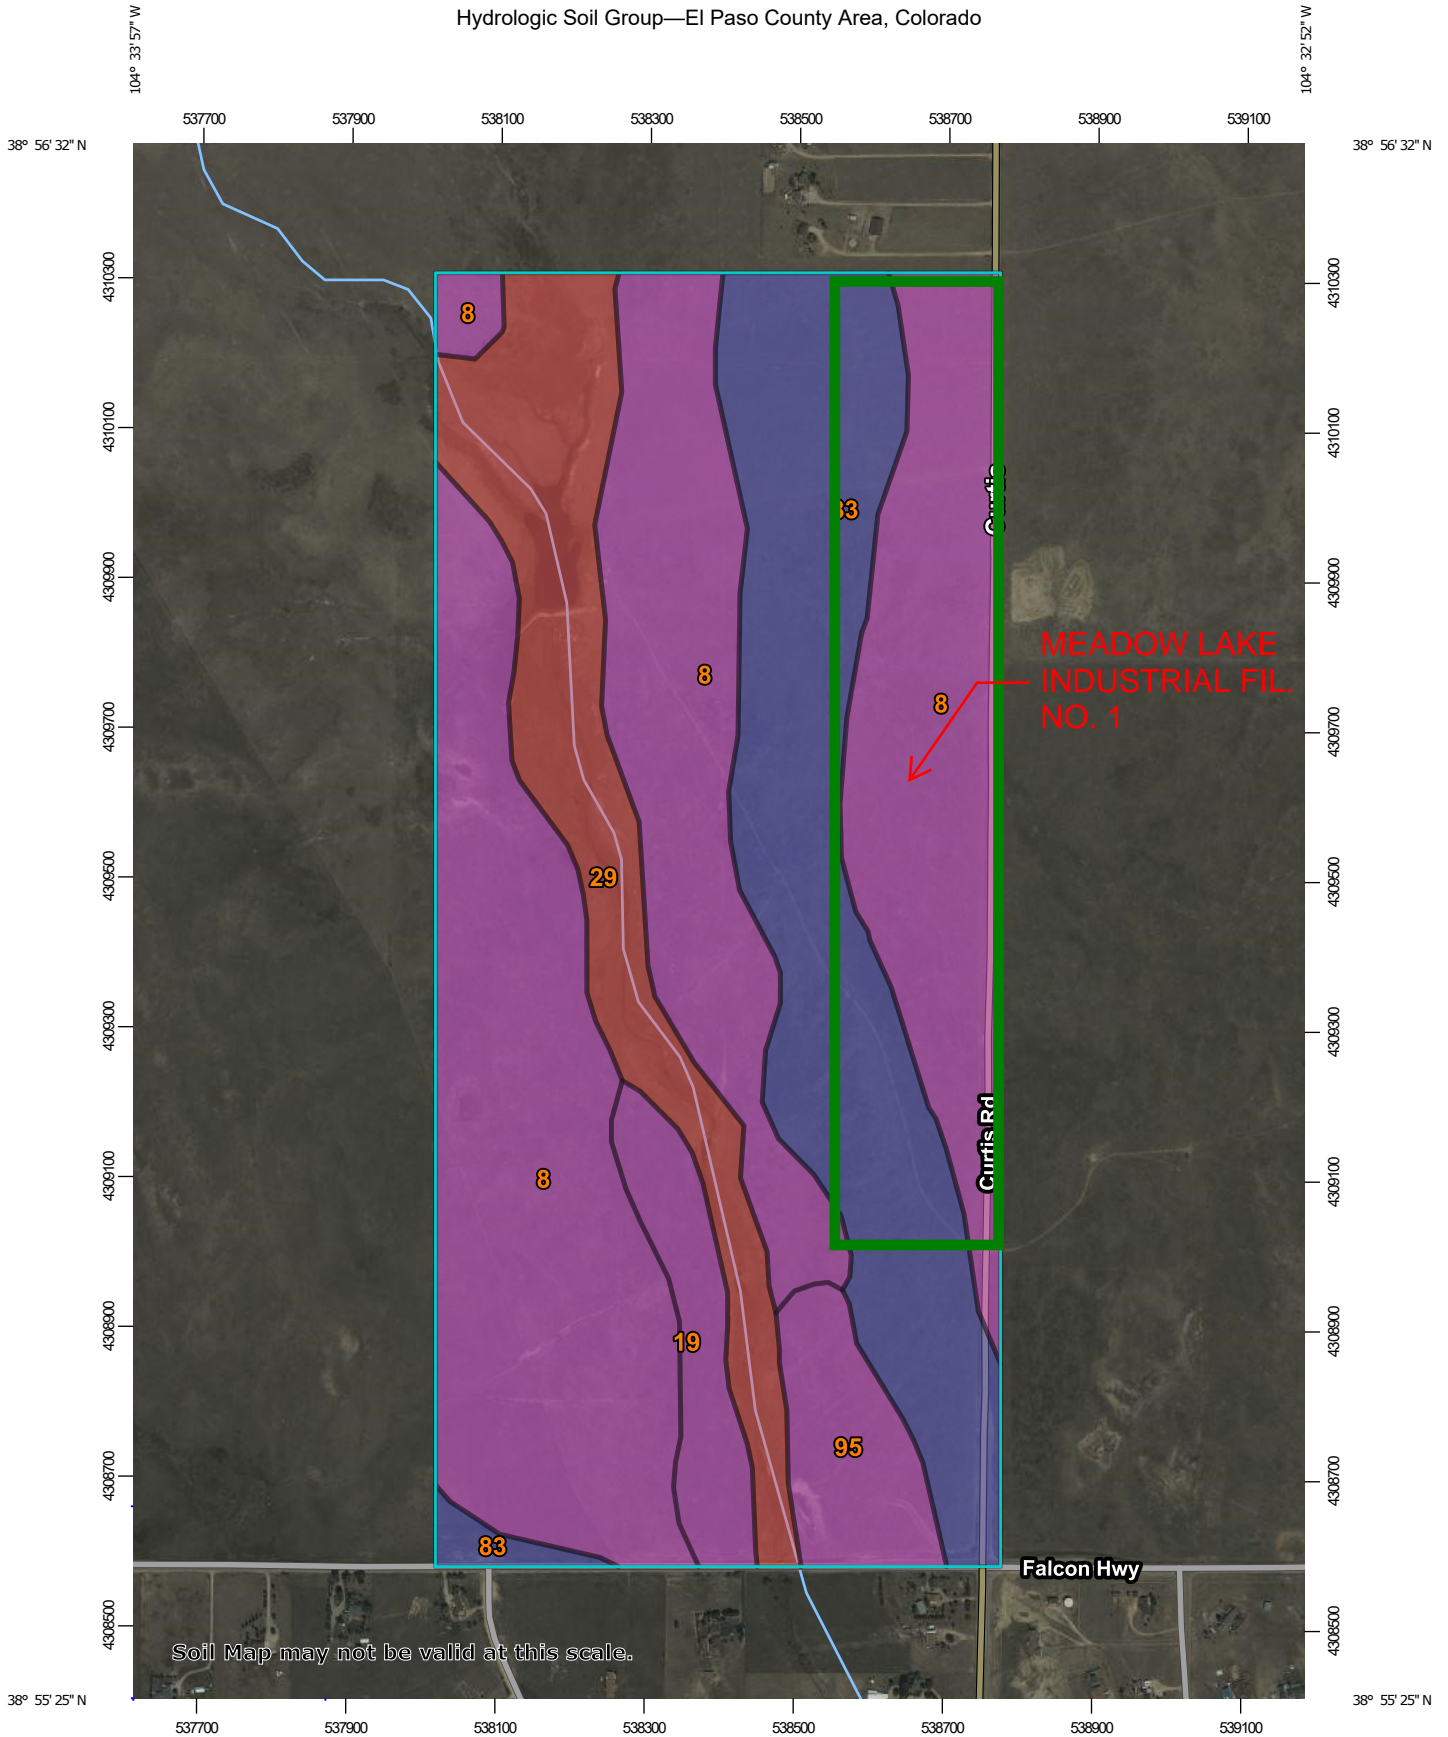 Hydrologic Soil Group—El Paso County Area, Colorado
104° 33' 57'' W
104° 32' 52'' W
537700 537900 538100 538300 538500 538700 538900 539100
38° 56' 32'' N
38° 56' 32'' N
4310300
4310300
8
4310100
4310100
Curtis
83
4309900
4309900
MEADOW LAKE
INDUSTRIAL FIL.
NO. 1
8
8
4309700
4309700
29
4309500
4309500
4309300
4309300
Curtis Rd
8
4309100
4309100
19
4308900
4308900
95
4308700
4308700
83
Falcon Hwy
4308500
4308500
Soil Map may not be valid at this scale.
38° 55' 25'' N
38° 55' 25'' N
537700 537900 538100 538300 538500 538700 538900 539100